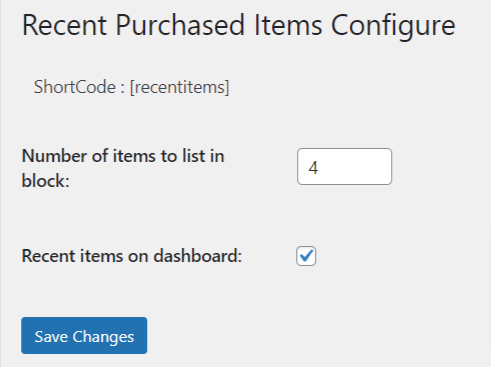 Recent Purchased Items Configure
ShortCode : [recentitems]
Number of items to list in
block:
4
Recent items on dashboard:
Save Changes